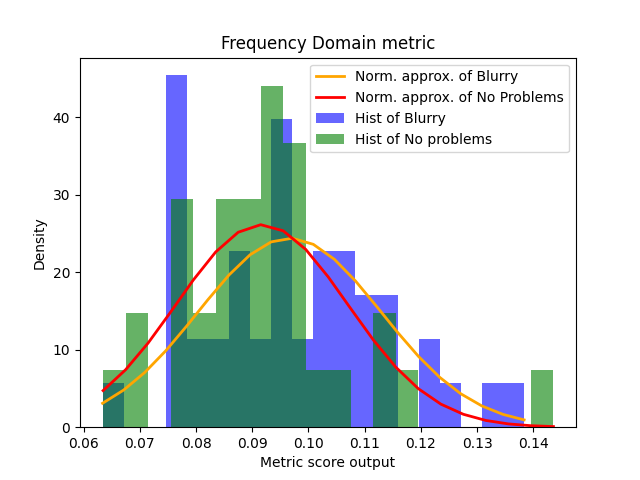 Frequency Domain metric
Norm. approx. of Blurry
Norm. approx. of No Problems
Hist of Blurry
Hist of No problems
Density
40
30
20
10
0
0.06 0.07 0.08 0.09 0.10 0.11 0.12 0.13 0.14
Metric score output